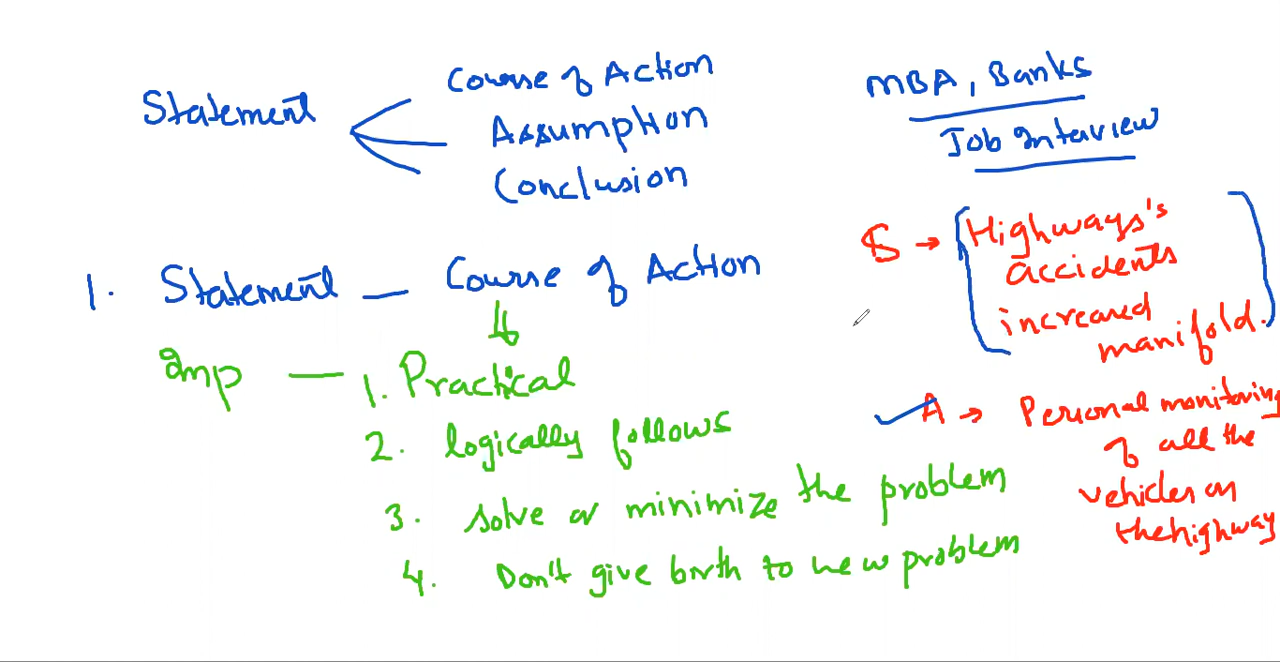 Statement
Course of Action
Assumption
Conclusion
MBA, Banks
Job Interview
1. Statement — Course of Action
Imp — 1. Practical
2. logically follows
3. solve or minimize the problem
4. Don't give birth to new problem
S → Highways's
accidents
increased
manifold.
A → Personal monitoring
of all the
vehicles on
the highway